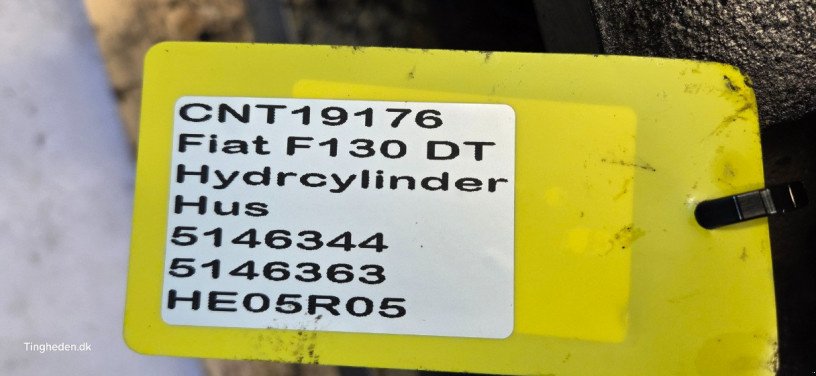 CNT19176
Fiat F130 DT
Hydrcylinder
Hus
5146344
5146363
HE05R05
Tingheden.dk